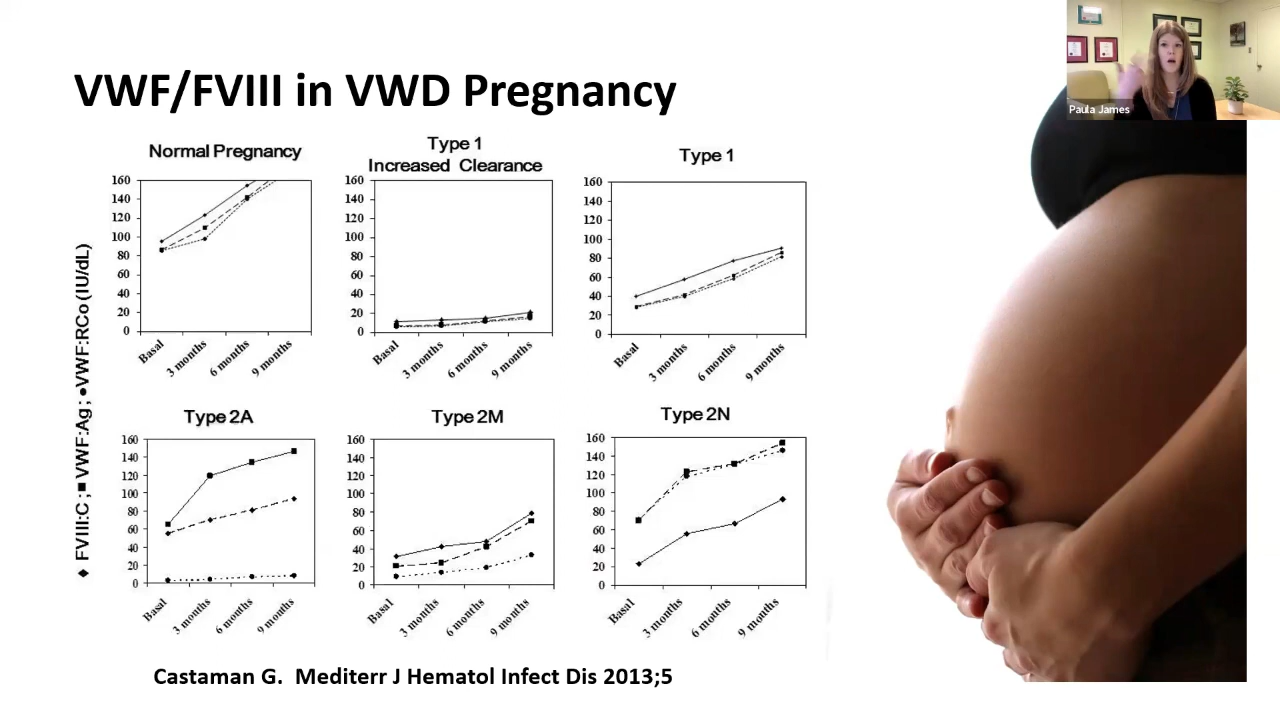 Paula James
VWF/FVIII in VWD Pregnancy
Normal Pregnancy
160
140
120
100
80
60
40
20
0
Basal
3 months
6 months
9 months
Type 1
Increased Clearance
160
140
120
100
80
60
40
20
0
Basal
3 months
6 months
9 months
Type 1
160
140
120
100
80
60
40
20
0
Basal
3 months
6 months
9 months
♦ FVIII:C ;■ VWF:Ag ; ●VWF:RCo (IU/dL)
Type 2A
160
140
120
100
80
60
40
20
0
Basal
3 months
6 months
9 months
Type 2M
160
140
120
100
80
60
40
20
0
Basal
3 months
6 months
9 months
Type 2N
160
140
120
100
80
60
40
20
0
Basal
3 months
6 months
9 months
Castaman G. Mediterr J Hematol Infect Dis 2013;5